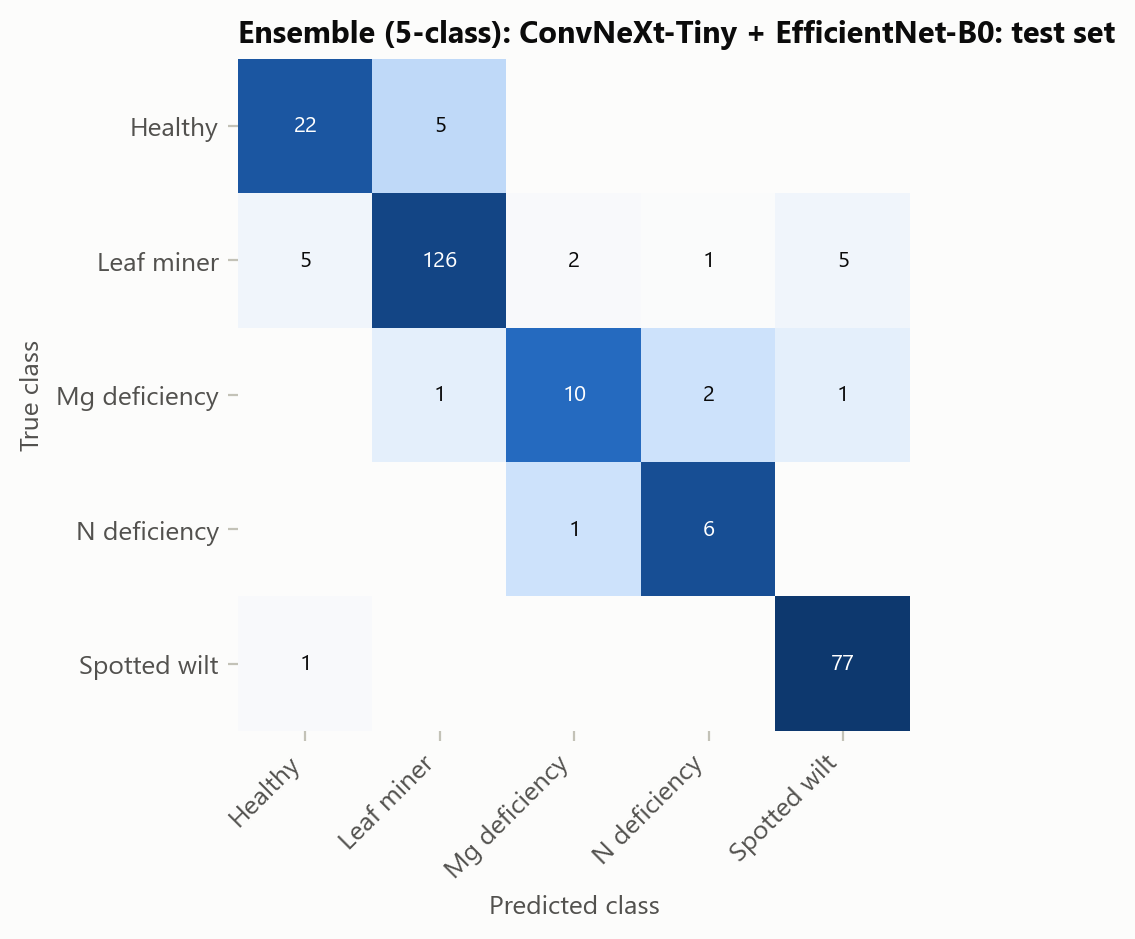 Ensemble (5-class): ConvNeXt-Tiny + EfficientNet-B0: test set
True class
Healthy 22 5
Leaf miner 5 126 2 1 5
Mg deficiency 1 10 2 1
N deficiency 1 6
Spotted wilt 1 77
Healthy Leaf miner Mg deficiency N deficiency Spotted wilt
Predicted class